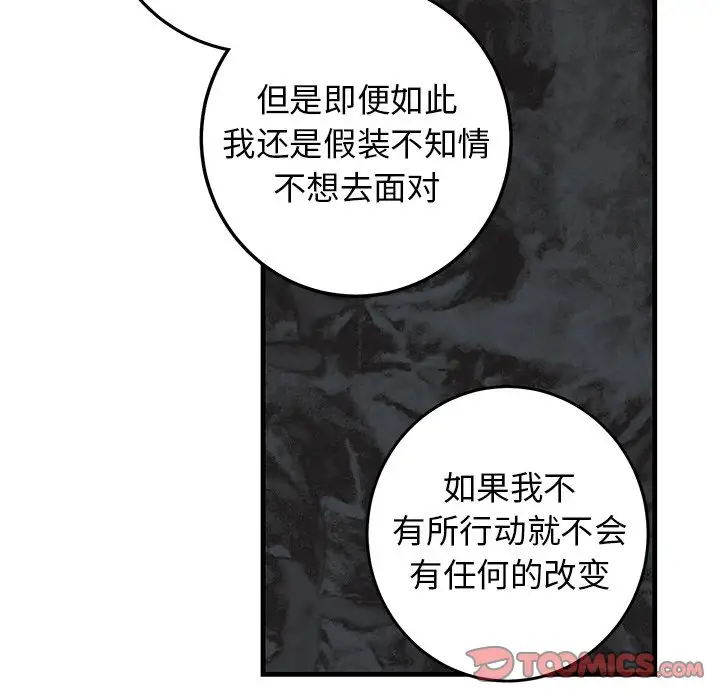 但是即便如此
我还是假装不知情
不想去面对
如果我不
有所行动就不会
有任何的改变
TOOMICS.COM